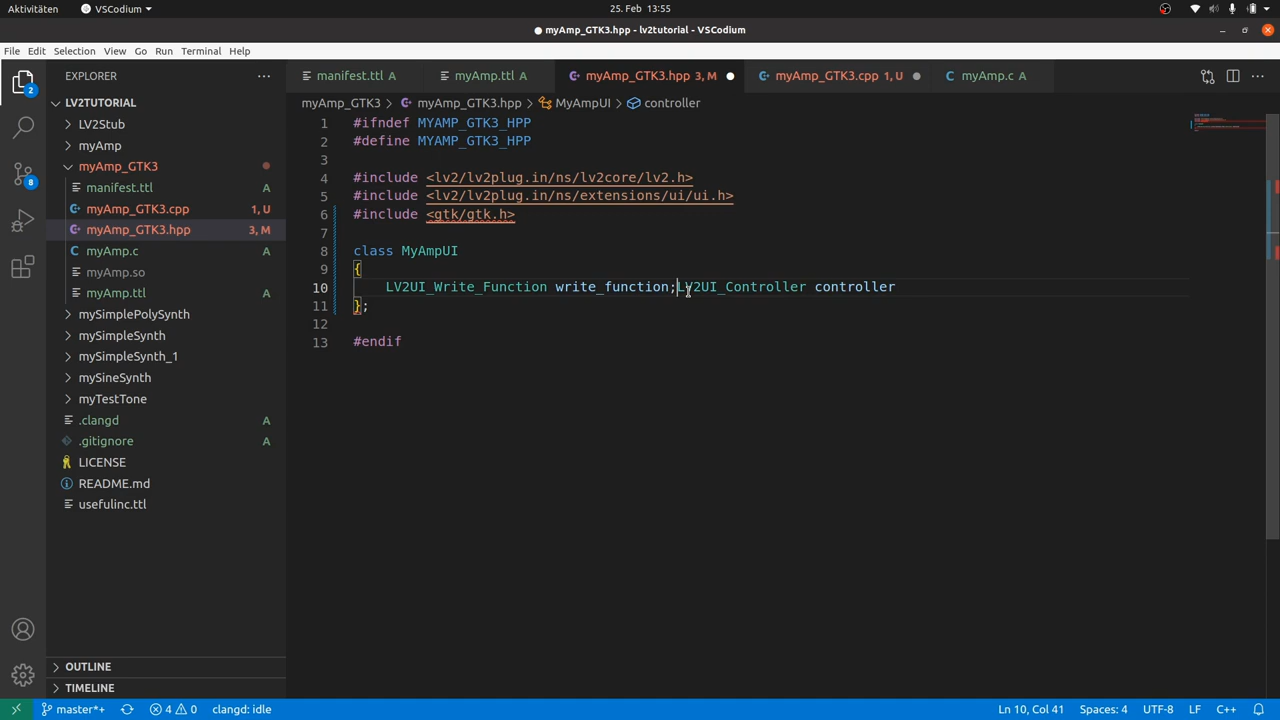 Aktivitäten
VSCodium
25. Feb 13:55
myAmp_GTK3.hpp - lv2tutorial - VSCodium
File Edit Selection View Go Run Terminal Help
2
8
EXPLORER
LV2TUTORIAL
LV2Stub
myAmp
myAmp_GTK3
manifest.ttl A
myAmp_GTK3.cpp 1, U
myAmp_GTK3.hpp 3, M
myAmp.c A
myAmp.so
myAmp.ttl A
mySimplePolySynth
mySimpleSynth
mySimpleSynth_1
mySineSynth
myTestTone
.clangd A
.gitignore A
LICENSE
README.md
usefulinc.ttl
OUTLINE
TIMELINE
manifest.ttl A
myAmp.ttl A
myAmp_GTK3.hpp 3, M
myAmp_GTK3.cpp 1, U
myAmp.c A
myAmp_GTK3 > myAmp_GTK3.hpp > MyAmpUI > controller
1 #ifndef MYAMP_GTK3_HPP
2 #define MYAMP_GTK3_HPP
3
4 #include <lv2/lv2plug.in/ns/lv2core/lv2.h>
5 #include <lv2/lv2plug.in/ns/extensions/ui/ui.h>
6 #include <gtk/gtk.h>
7
8 class MyAmpUI
9 {
10 LV2UI_Write_Function write_function;LV2UI_Controller controller
11 };
12
13 #endif
master*+
4 0
clangd: idle
Ln 10, Col 41
Spaces: 4
UTF-8
LF
C++